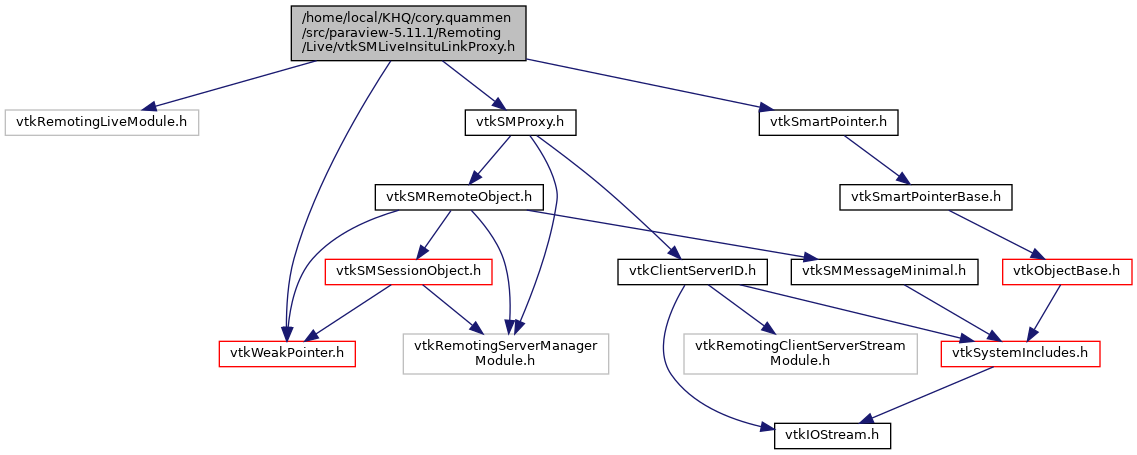 /home/local/KHQ/cory.quammen
/src/paraview-5.11.1/Remoting
/Live/vtkSMLiveInsituLinkProxy.h
vtkRemotingLiveModule.h
vtkSMProxy.h
vtkSmartPointer.h
vtkSMRemoteObject.h
vtkSmartPointerBase.h
vtkSMSessionObject.h
vtkClientServerID.h
vtkSMMessageMinimal.h
vtkObjectBase.h
vtkWeakPointer.h
vtkRemotingServerManager
Module.h
vtkRemotingClientServerStream
Module.h
vtkSystemIncludes.h
vtkIOStream.h